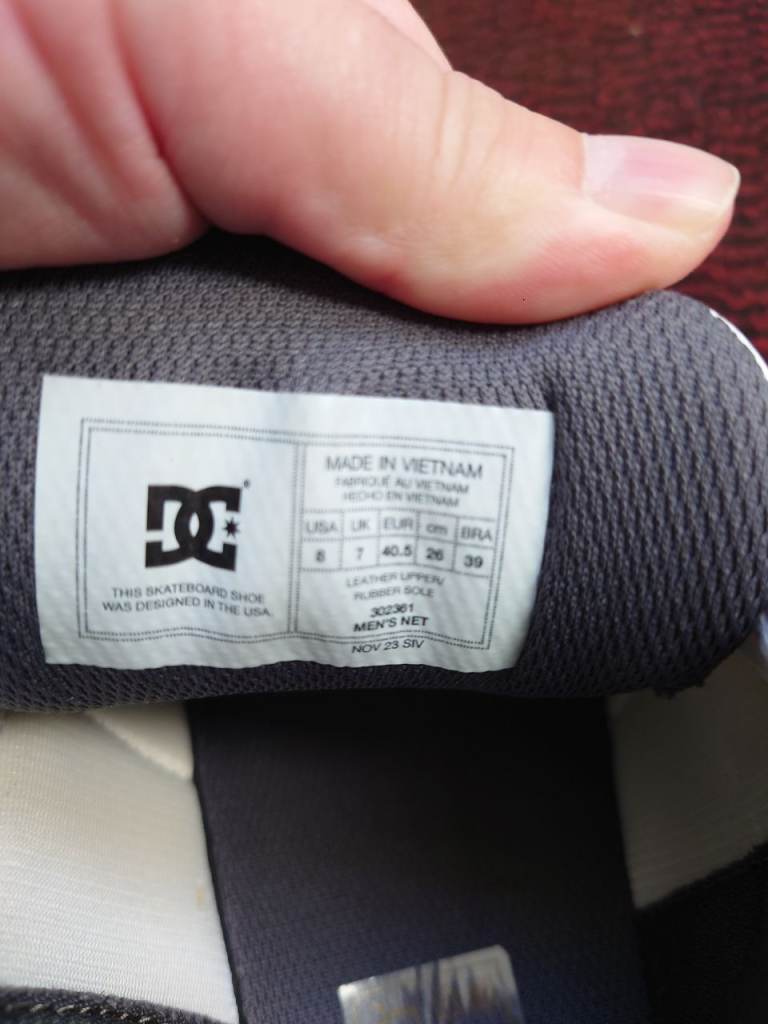 DC®
THIS SKATEBOARD SHOE
WAS DESIGNED IN THE USA.
MADE IN VIETNAM
FABRIQUÉ AU VIETNAM
HECHO EN VIETNAM
USA UK EUR cm BRA
8 7 40.5 26 39
LEATHER UPPER/
RUBBER SOLE
302361
MEN'S NET
NOV 23 SIV